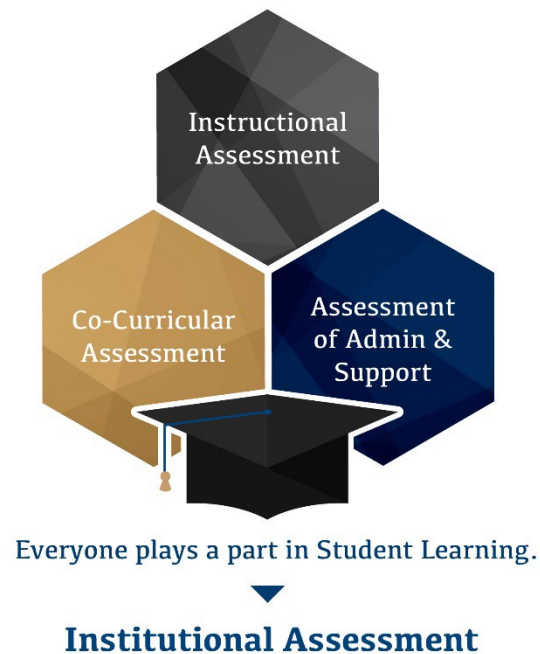 Instructional
Assessment
Co-Curricular
Assessment
Assessment
of Admin &
Support
Everyone plays a part in Student Learning.
Institutional Assessment